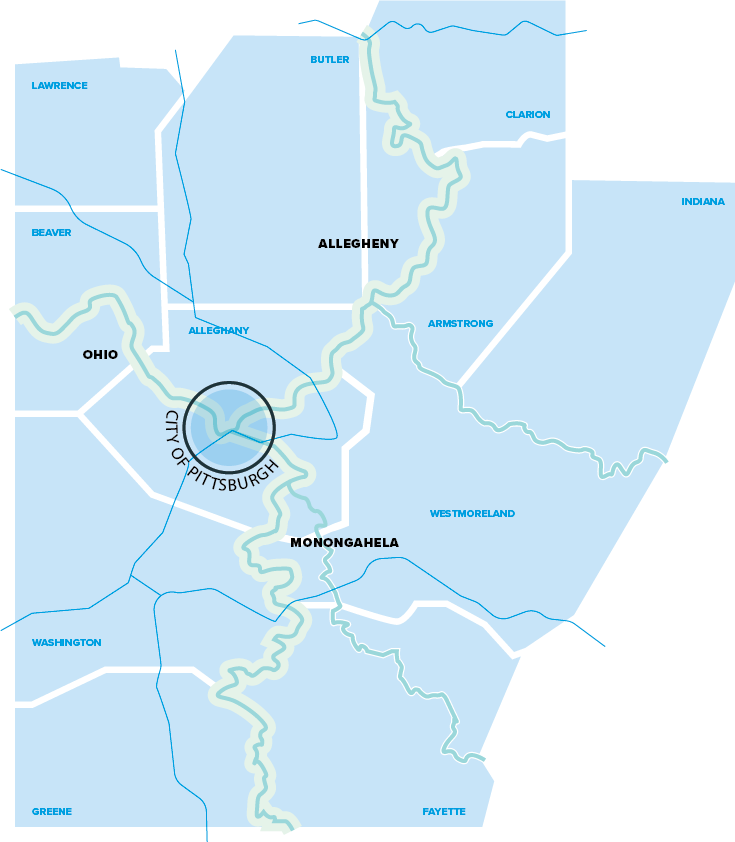 BUTLER
LAWRENCE
CLARION
INDIANA
BEAVER
ALLEGHENY
ARMSTRONG
ALLEGHANY
OHIO
CITY OF PITTSBURGH
WESTMORELAND
MONONGAHELA
WASHINGTON
GREENE
FAYETTE